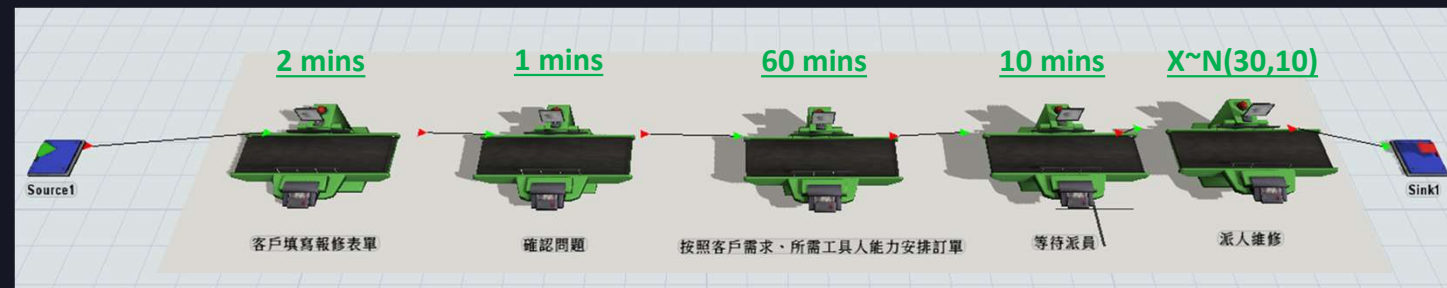 2 mins
1 mins
60 mins
10 mins
X~N(30,10)
Source1
Sink1
客戶填寫報修表單
確認問題
按照客戶需求、所需工具人能力安排訂單
等待派員
派人維修